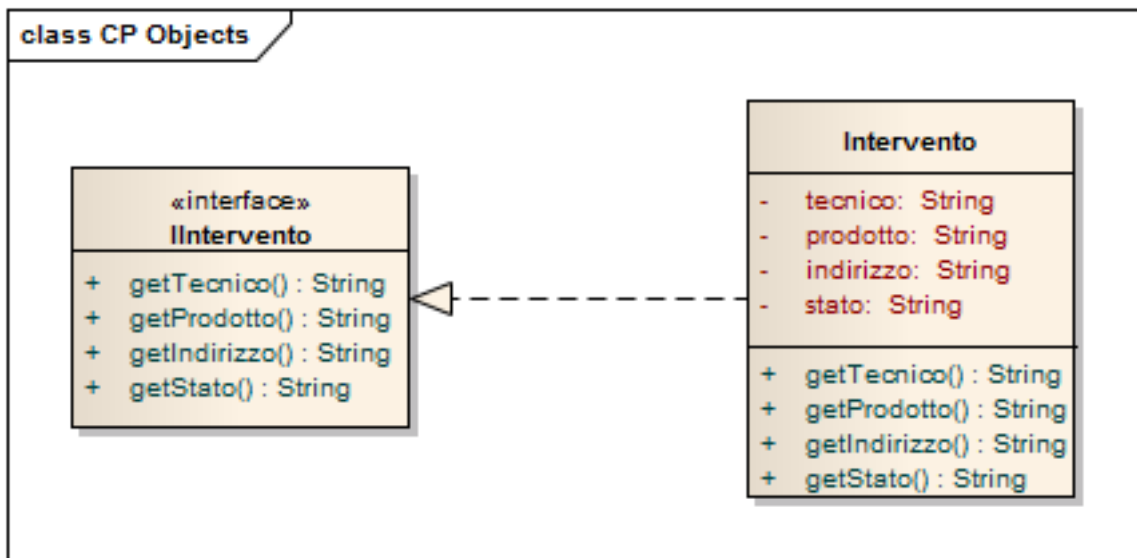 class CP Objects
«interface»
IIntervento
+ getTecnico() : String
+ getProdotto() : String
+ getIndirizzo() : String
+ getStato() : String
Intervento
- tecnico: String
- prodotto: String
- indirizzo: String
- stato: String
+ getTecnico() : String
+ getProdotto() : String
+ getIndirizzo() : String
+ getStato() : String